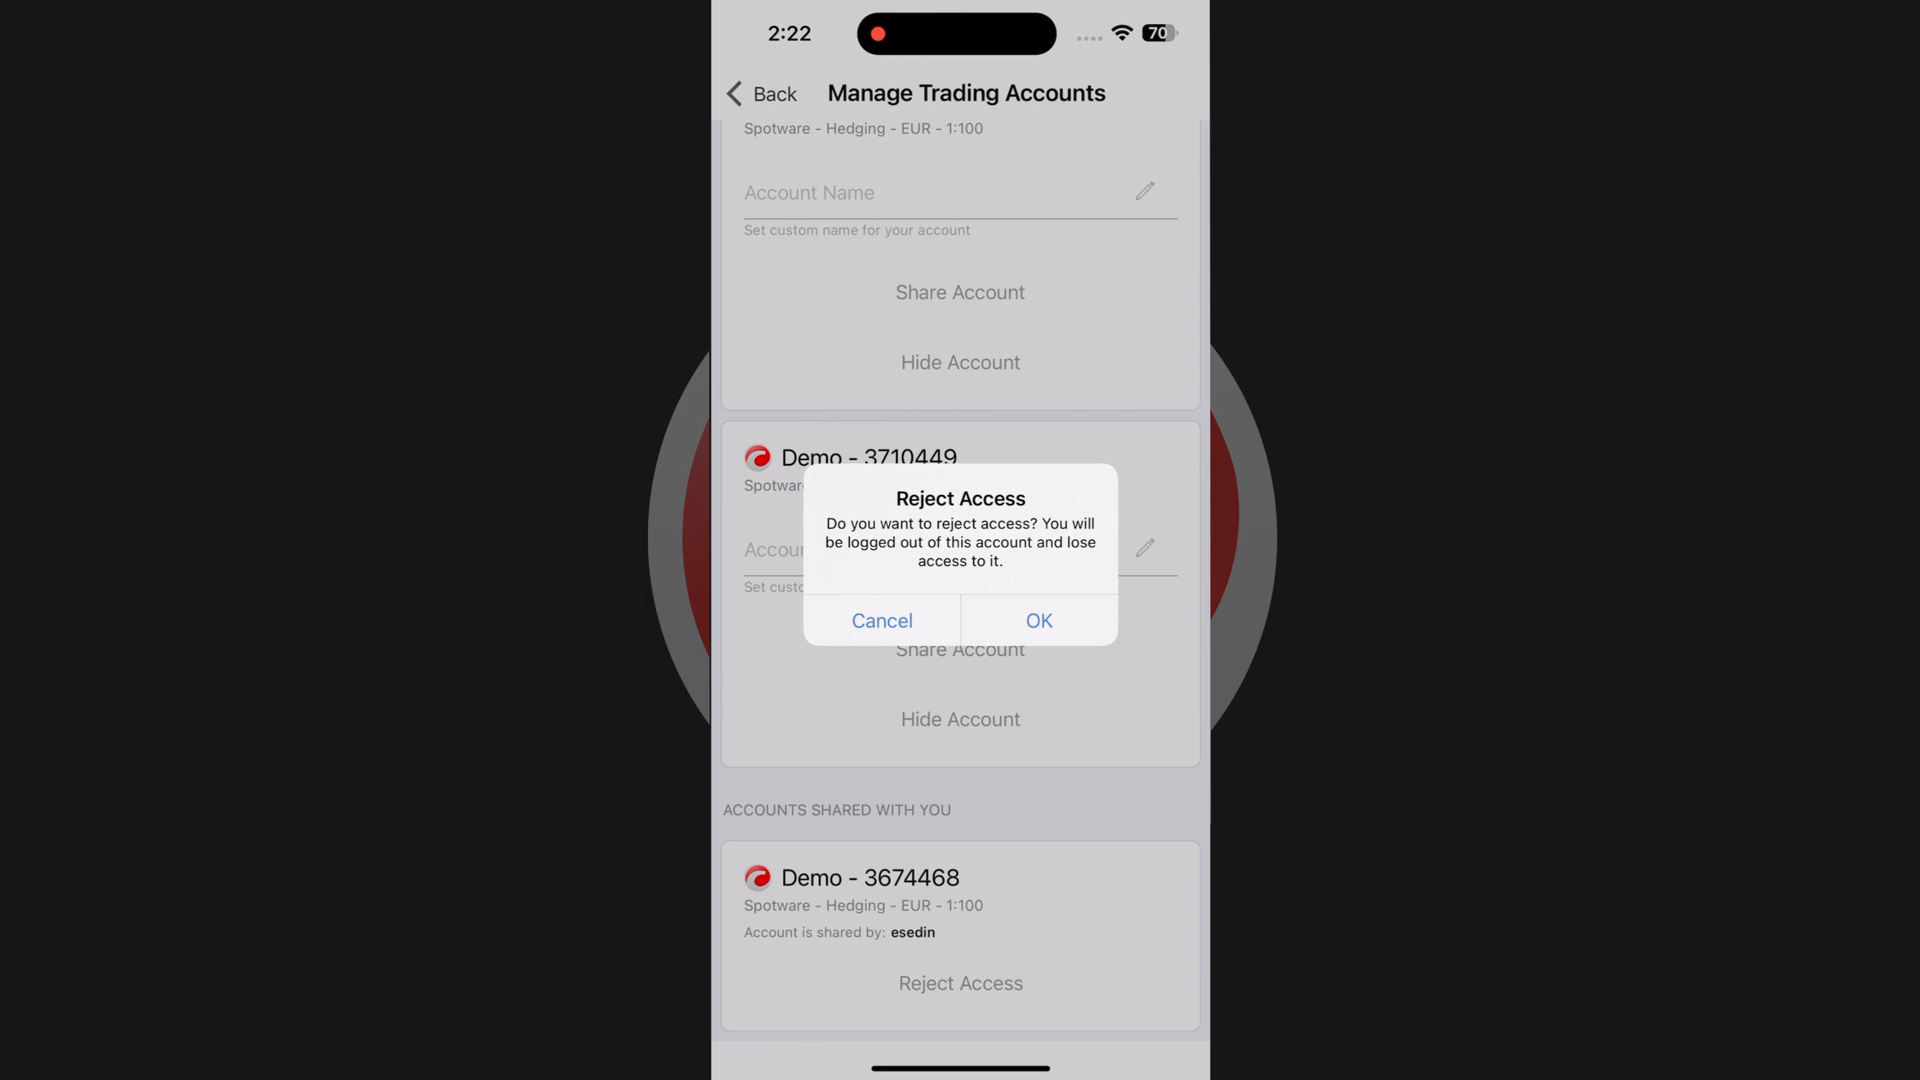 2:22
70
Back
Manage Trading Accounts
Spotware - Hedging - EUR - 1:100
Account Name
Set custom name for your account
Share Account
Hide Account
Demo - 3710449
Spotwar
Reject Access
Do you want to reject access? You will
be logged out of this account and lose
access to it.
Accou
Set custo
Cancel
OK
Share Account
Hide Account
ACCOUNTS SHARED WITH YOU
Demo - 3674468
Spotware - Hedging - EUR - 1:100
Account is shared by: esedin
Reject Access